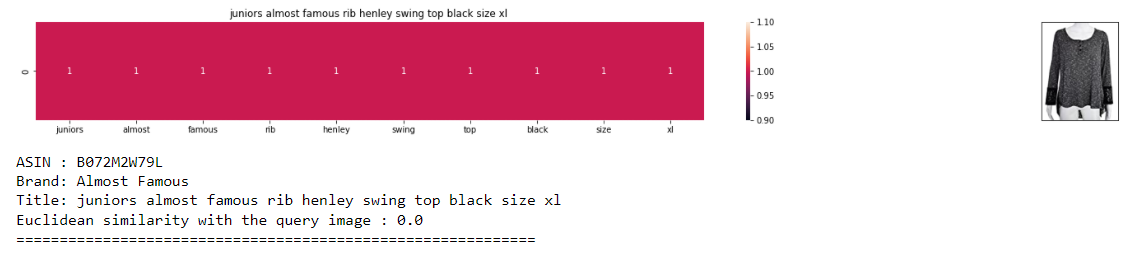 juniors almost famous rib henley swing top black size xl
0
1 1 1 1 1 1 1 1 1 1
juniors almost famous rib henley swing top black size xl
1.10
1.05
1.00
0.95
0.90
ASIN : B072M2W79L
Brand: Almost Famous
Title: juniors almost famous rib henley swing top black size xl
Euclidean similarity with the query image : 0.0
============================================================